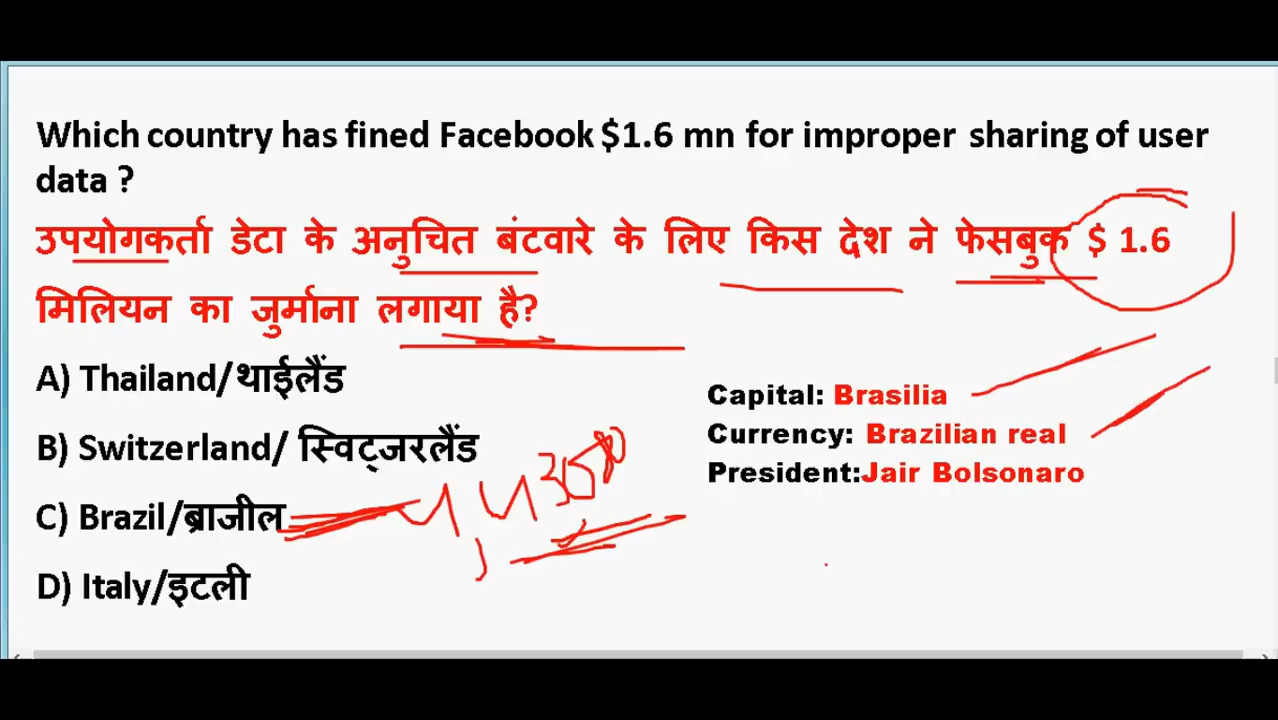 Which country has fined Facebook $1.6 mn for improper sharing of user
data ?
उपयोगकर्ता डेटा के अनुचित बंटवारे के लिए किस देश ने फेसबुक $ 1.6
मिलियन का जुर्माना लगाया है?
A) Thailand/थाईलैंड
B) Switzerland/ स्विट्जरलैंड
C) Brazil/ब्राजील
D) Italy/इटली
Capital: Brasilia
Currency: Brazilian real
President:Jair Bolsonaro